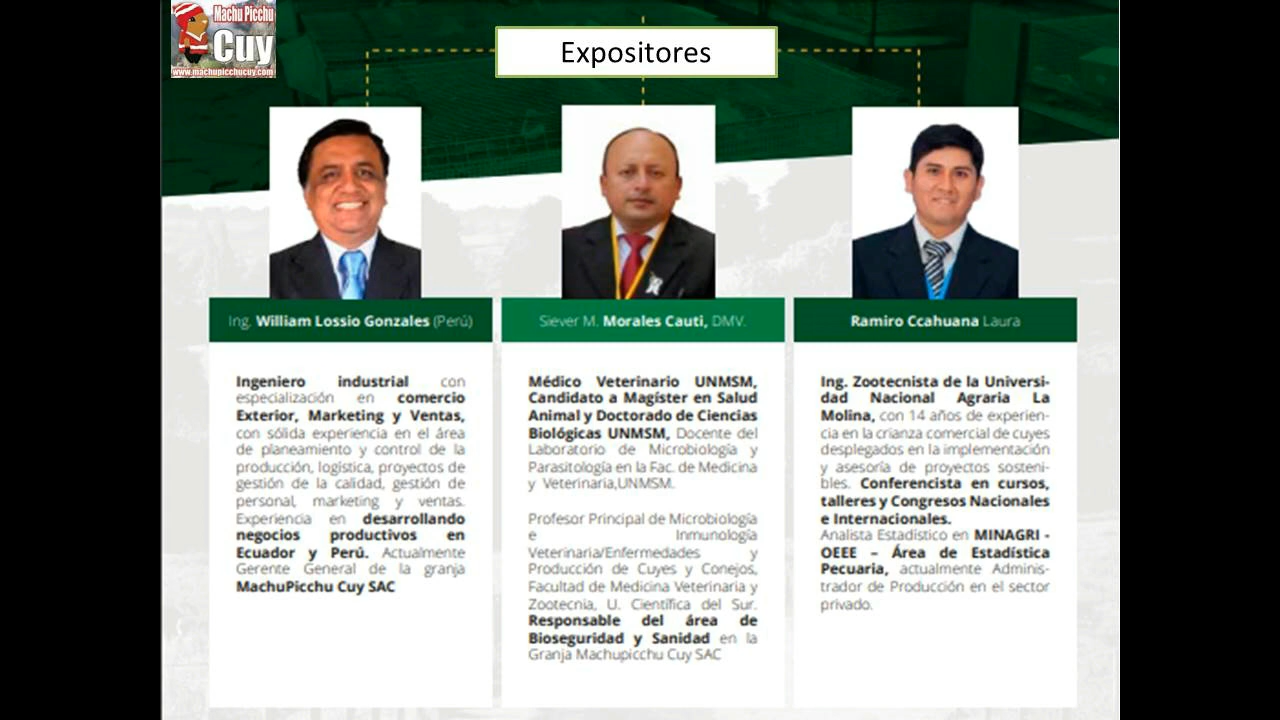 Machu Picchu
Cuy
www.machupicchucuy.com
Expositores
Ing. William Lossio Gonzales (Perú)
Ingeniero industrial con
especialización en comercio
Exterior, Marketing y Ventas,
con sólida experiencia en el área
de planeamiento y control de la
producción, logística, proyectos de
gestión de la calidad, gestión de
personal, marketing y ventas.
Experiencia en desarrollando
negocios productivos en
Ecuador y Perú. Actualmente
Gerente General de la granja
MachuPicchu Cuy SAC
Siever M. Morales Cauti, DMV.
Médico Veterinario UNMSM,
Candidato a Magíster en Salud
Animal y Doctorado de Ciencias
Biológicas UNMSM, Docente del
Laboratorio de Microbiología y
Parasitología en la Fac. de Medicina
y Veterinaria,UNMSM.
Profesor Principal de Microbiología
e Inmunología
Veterinaria/Enfermedades y
Producción de Cuyes y Conejos,
Facultad de Medicina Veterinaria y
Zootecnia, U. Científica del Sur.
Responsable del área de
Bioseguridad y Sanidad en la
Granja Machupicchu Cuy SAC
Ramiro Ccahuana Laura
Ing. Zootecnista de la Universi-
dad Nacional Agraria La
Molina, con 14 años de experien-
cia en la crianza comercial de cuyes
desplegados en la implementación
y asesoría de proyectos sosteni-
bles. Conferencista en cursos,
talleres y Congresos Nacionales
e Internacionales.
Analista Estadístico en MINAGRI -
OEEE – Área de Estadística
Pecuaria, actualmente Adminis-
trador de Producción en el sector
privado.